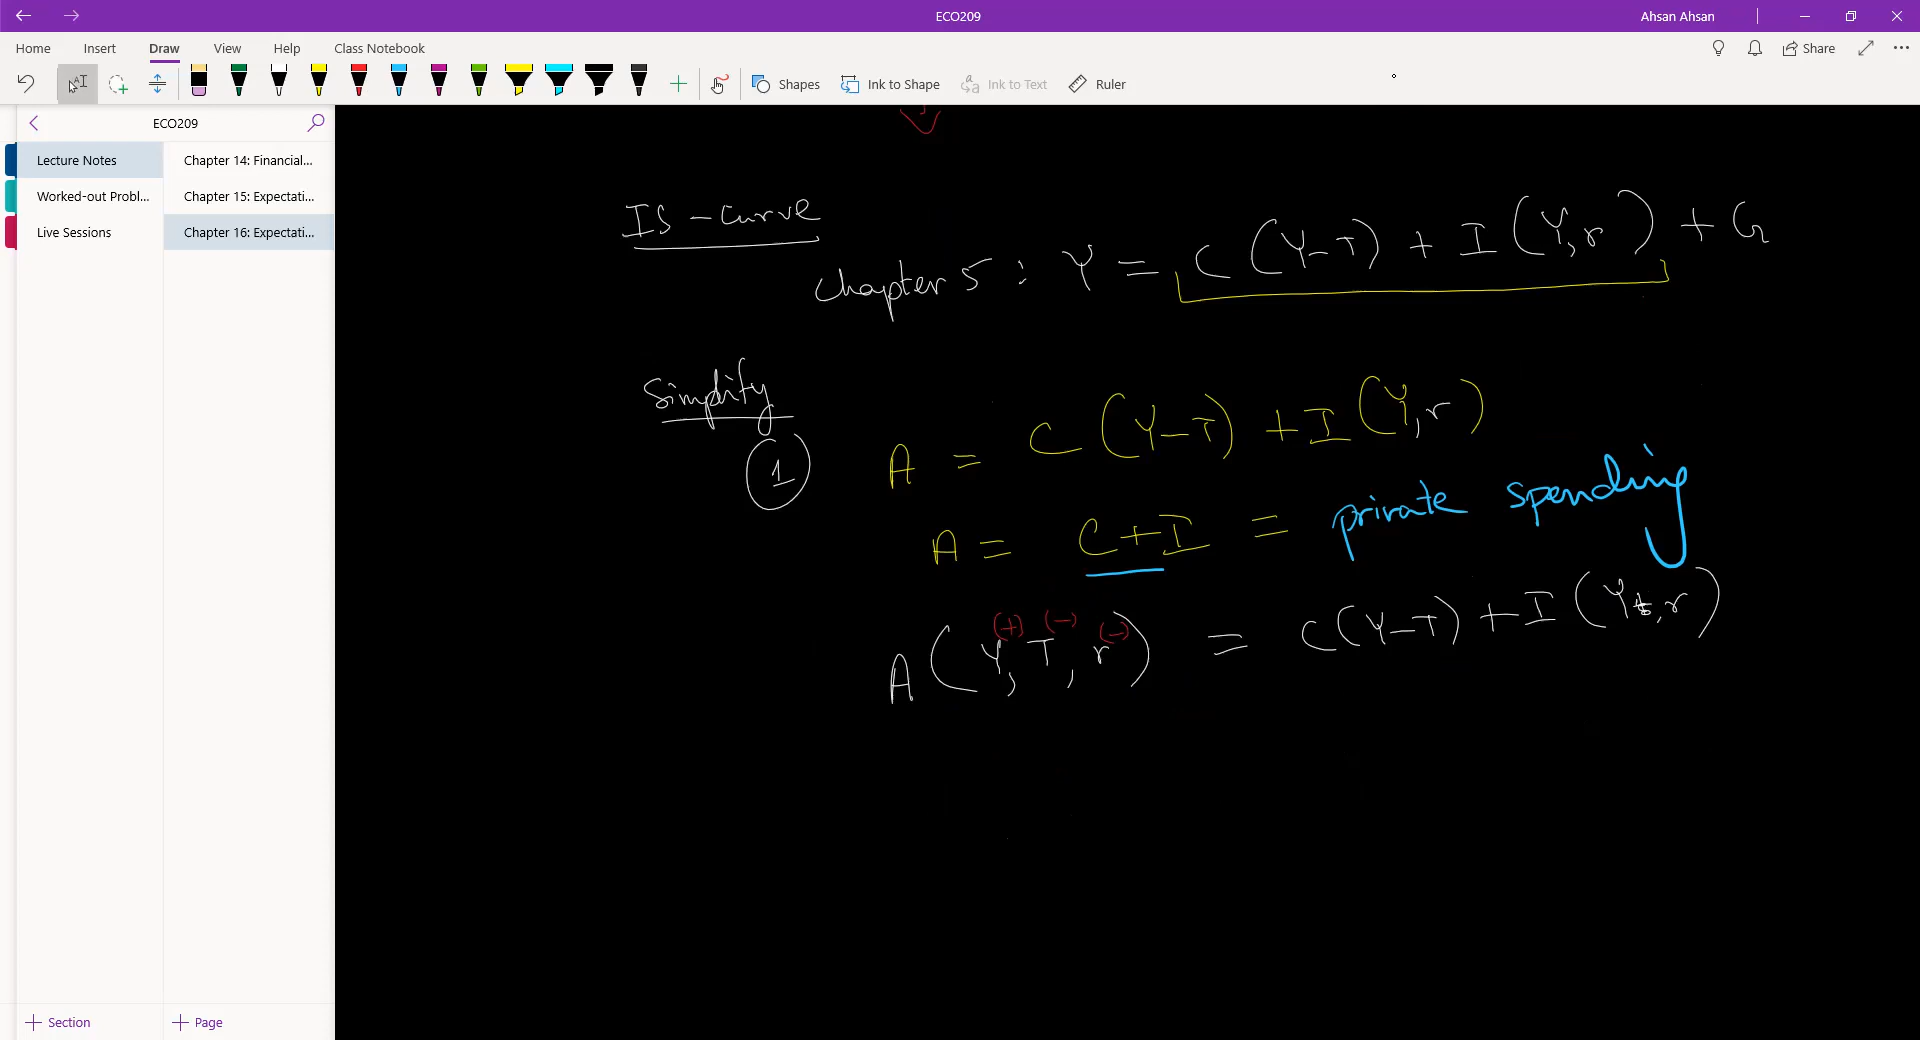 ECO209
Ahsan Ahsan
Home Insert Draw View Help Class Notebook
Share
Shapes Ink to Shape Ink to Text Ruler
ECO209
Lecture Notes
Worked-out Probl...
Live Sessions
Chapter 14: Financial...
Chapter 15: Expectati...
Chapter 16: Expectati...
IS-Curve
Chapter 5 : Y = C (Y-T) + I (Y, r) + G
Simplify
1
A = C (Y-T) + I (Y, r)
A = C+I = private spending
(+) (-) (-)
A (Y, T, r) = C (Y-T) + I (Yt, r)
+ Section
+ Page